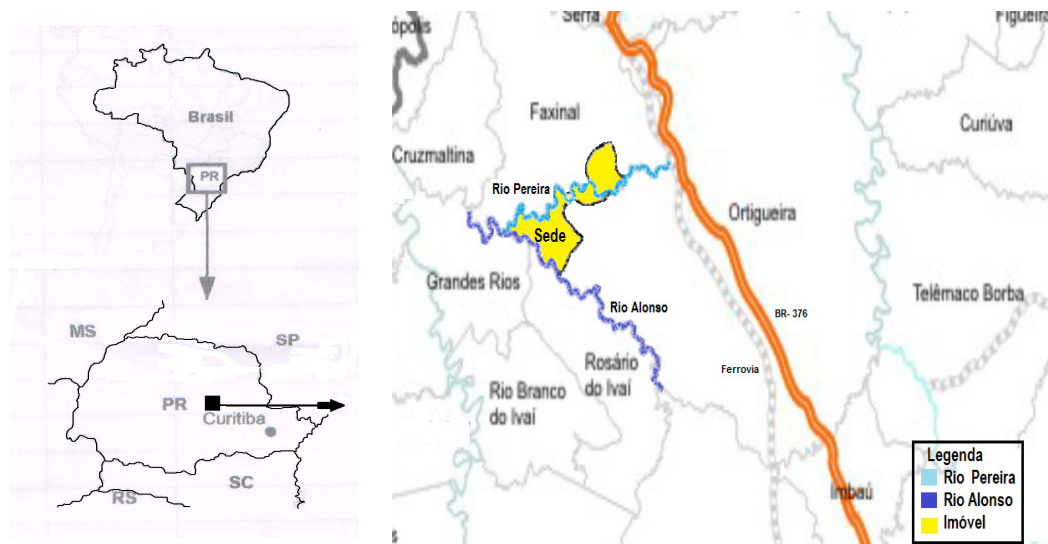 Brasil
PR
MS
SP
PR
Curitiba
SC
RS
ópolis
Serra
Figueira
Faxinal
Curiúva
Cruzmaltina
Rio Pereira
Ortigueira
Sede
Grandes Rios
Telêmaco Borba
Rio Alonso
BR- 376
Rosário
do Ivaí
Ferrovia
Rio Branco
do Ivaí
Imbaú
Legenda
Rio Pereira
Rio Alonso
Imóvel